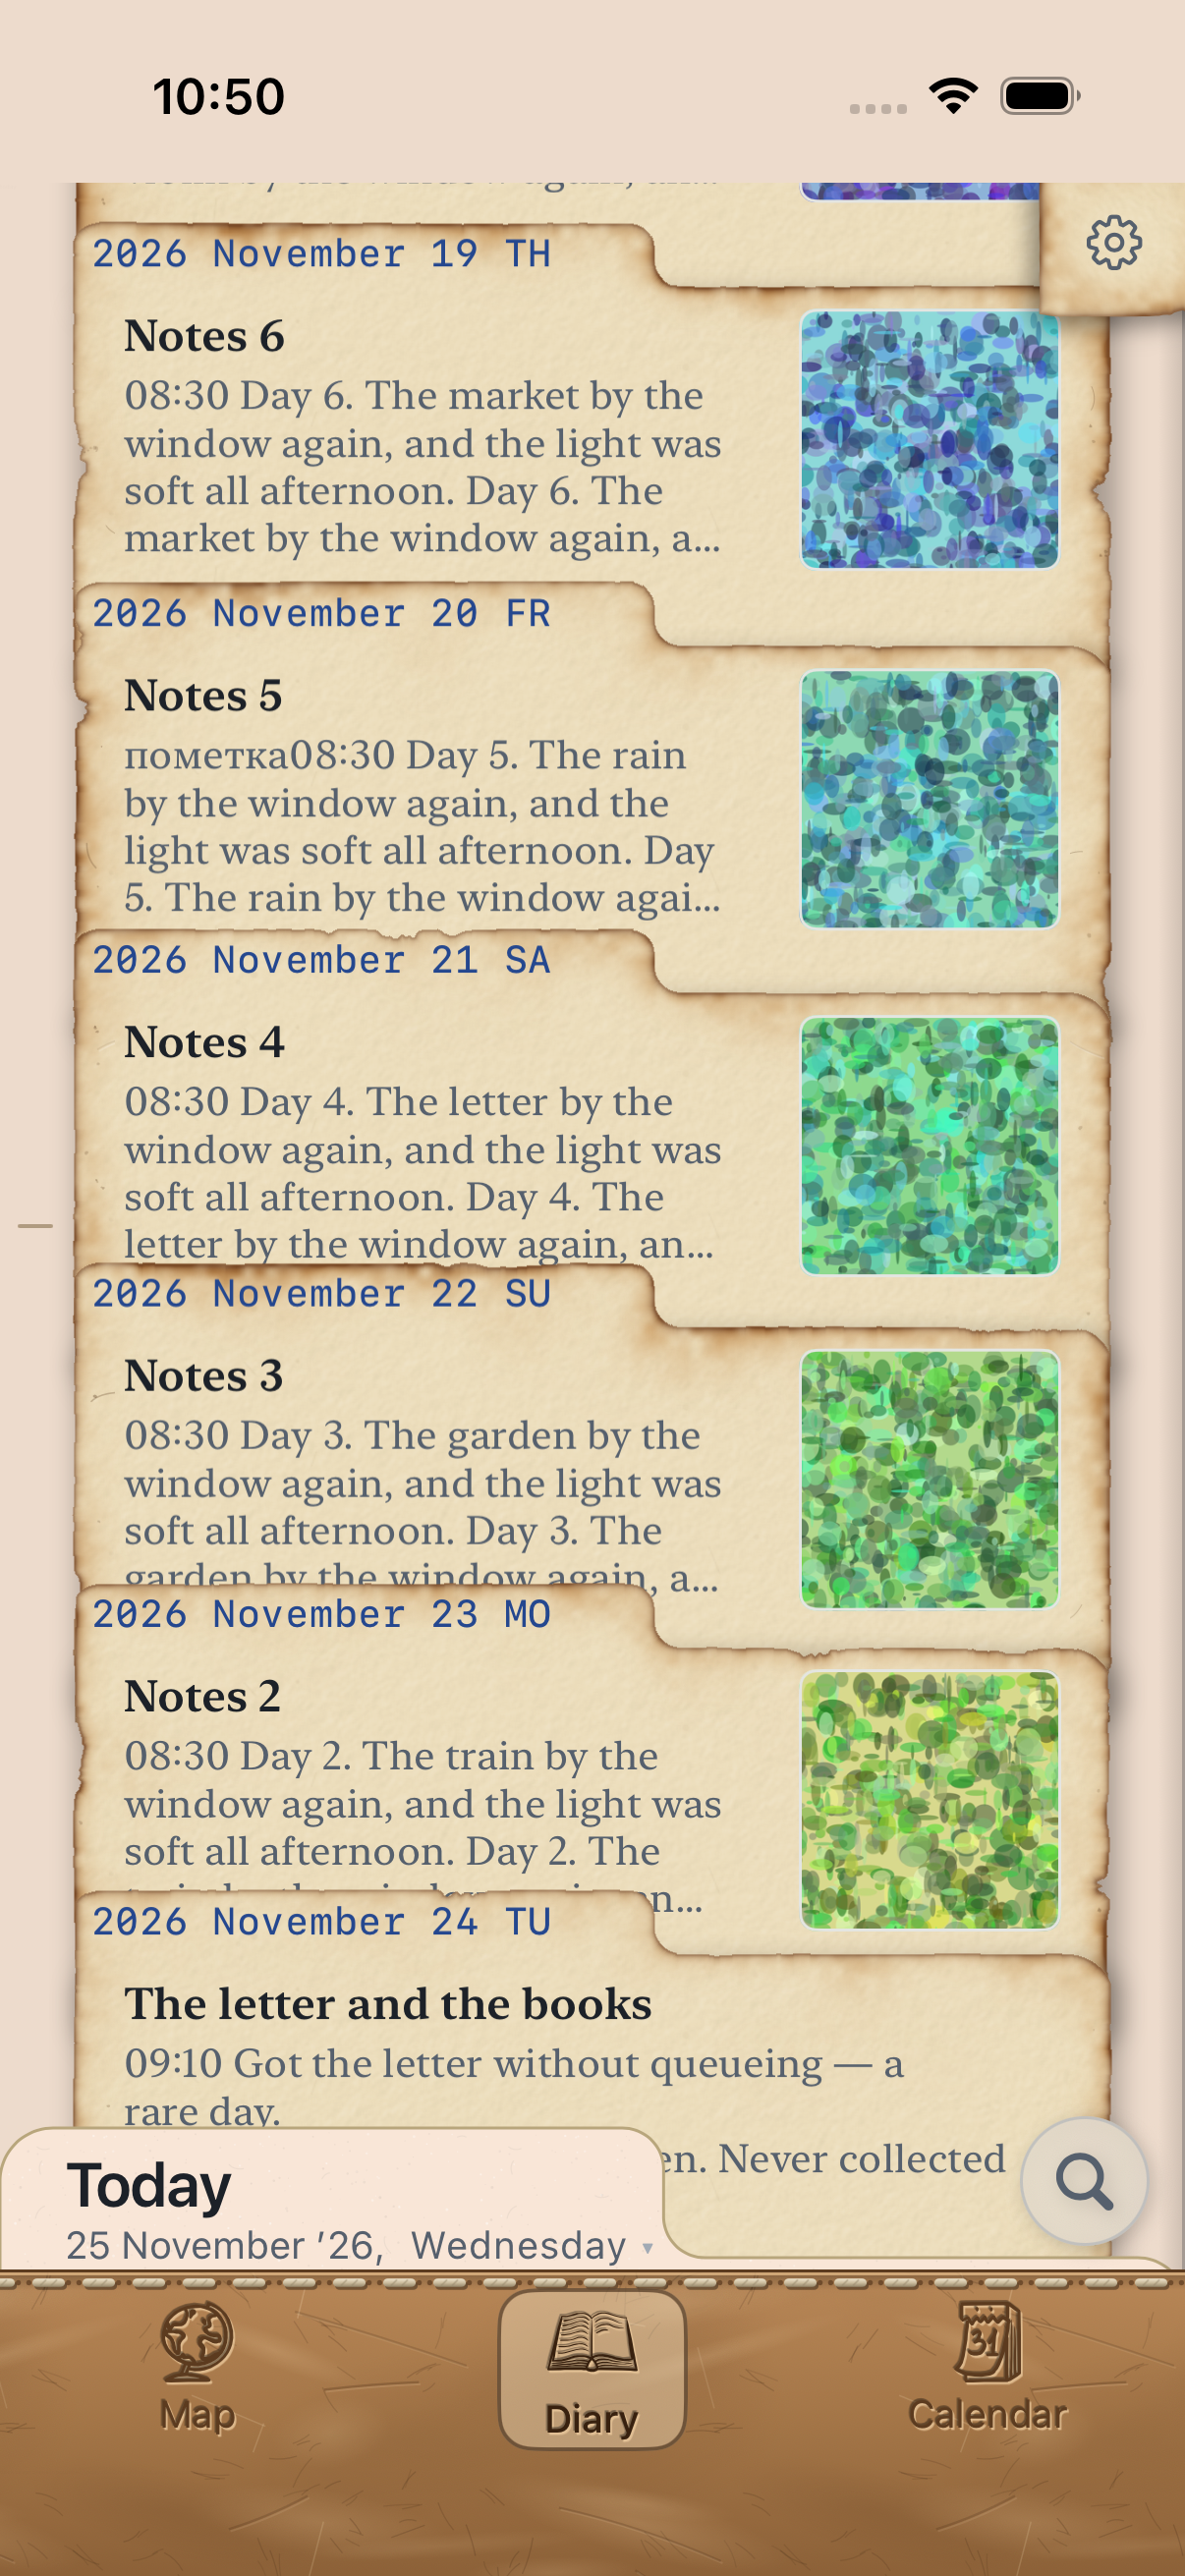 10:50
2026 November 19 TH
Notes 6
08:30 Day 6. The market by the
window again, and the light was
soft all afternoon. Day 6. The
market by the window again, a...
2026 November 20 FR
Notes 5
пометка08:30 Day 5. The rain
by the window again, and the
light was soft all afternoon. Day
5. The rain by the window agai...
2026 November 21 SA
Notes 4
08:30 Day 4. The letter by the
window again, and the light was
soft all afternoon. Day 4. The
letter by the window again, an...
2026 November 22 SU
Notes 3
08:30 Day 3. The garden by the
window again, and the light was
soft all afternoon. Day 3. The
garden by the window again, a...
2026 November 23 MO
Notes 2
08:30 Day 2. The train by the
window again, and the light was
soft all afternoon. Day 2. The
2026 November 24 TU
The letter and the books
09:10 Got the letter without queueing — a
rare day.
Never collected
Today
25 November ’26, Wednesday
Map
31
Diary
Calendar